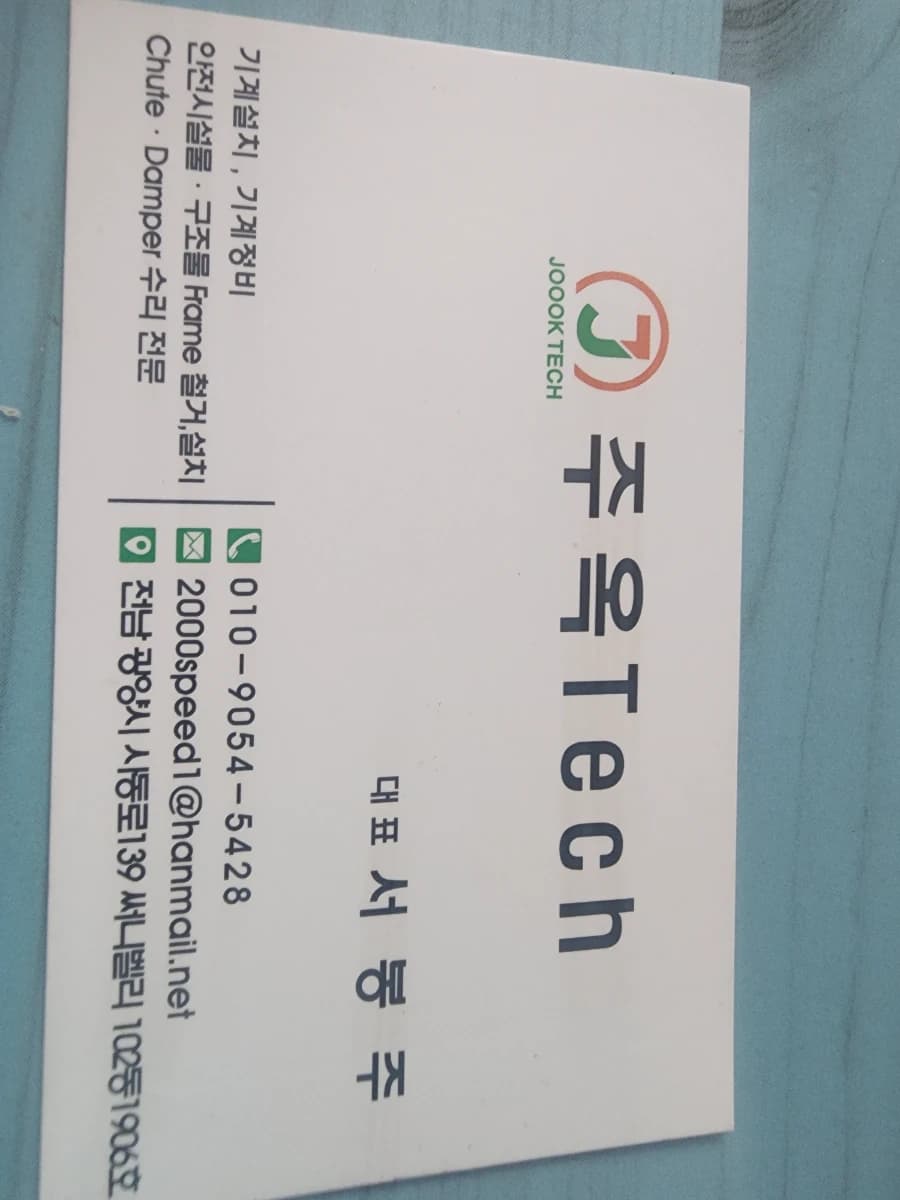 JOOOK TECH
주옥Tech
대표 서봉주
기계설치, 기계정비
안전시설물 · 구조물 Frame 철거,설치
Chute · Damper 수리 전문
010-9054-5428
2000speed1@hanmail.net
전남 광양시 사동로139 써니벨리 102동1906호